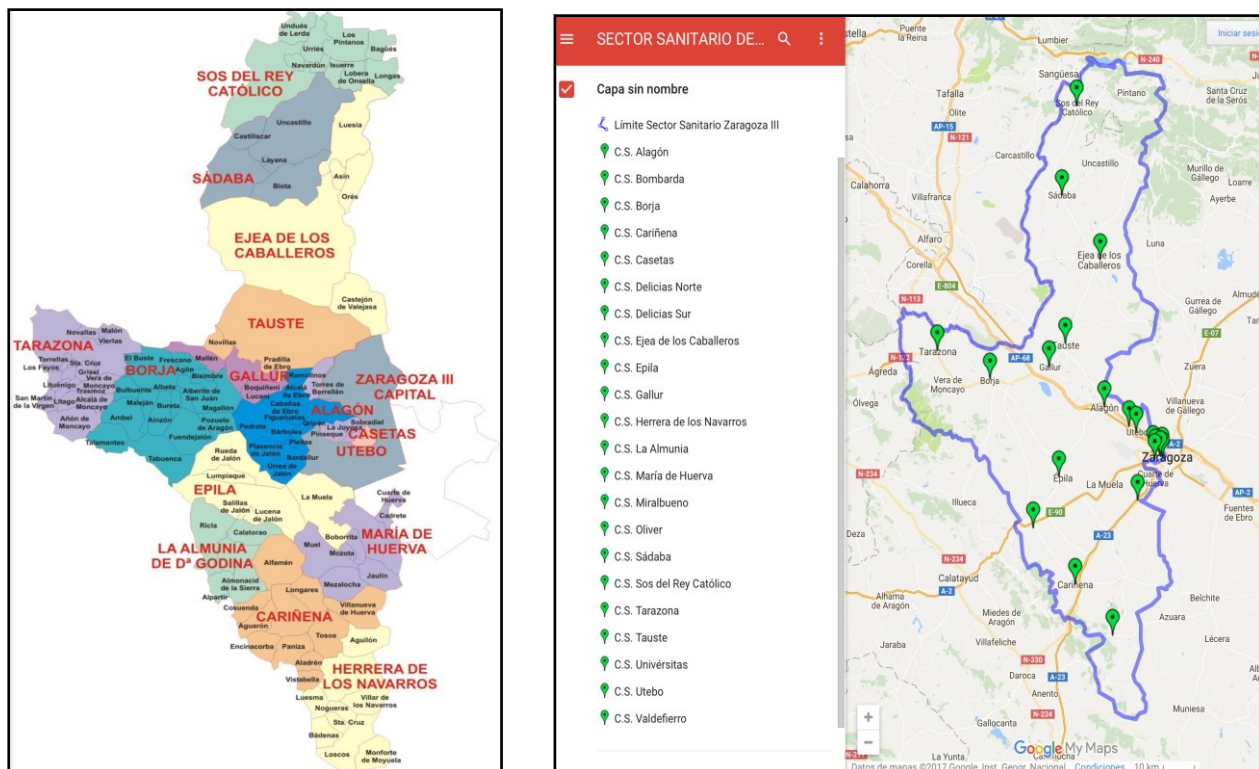 Undués
de Lerda
Los
Pintanos
Urriés
Bagüés
Navardún
Isuerre
Lobera
de Onsella
Longas
SOS DEL REY
CATÓLICO
Uncastillo
Luesia
Castiliscar
Layana
Asín
SÁDABA
Biota
Orés
EJEA DE LOS
CABALLEROS
Castejón
de Valejasa
TAUSTE
Novallas
Malón
Vierlas
Novillas
TARAZONA
El Buste
Frescano
Mallén
Pradilla
de Ebro
Torrellas
Los Fayos
Sta. Cruz
Grisel
BORJA
Agón
Bisimbre
GALLUR
Remolinos
ZARAGOZA III
CAPITAL
Lituénigo
Vera de
Moncayo
Trasmoz
Bulbuente
Albeta
Alberite de
San Juán
Boquiñeni
Luceni
Alcalá
de Ebro
Torres de
Berrellén
San Martín
de la Virgen
Litago
Alcalá de
Moncayo
Maleján
Bureta
Magallón
Cabañas
de Ebro
Figueruelas
ALAGÓN
Añón de
Moncayo
Ambel
Ainzón
Pozuelo
de Aragón
Pedrola
Grisén
Sobradiel
La Joyosa
Talamantes
Fuendejalón
Bárboles
Pinseque
CASETAS
Tabuenca
Rueda
de Jalón
Plasencia
de Jalón
Pleitas
Bardallur
UTEBO
Urrea de
Jalón
Lumpiaque
EPILA
La Muela
Cuarte de
Huerva
Salillas
de Jalón
Lucena
de Jalón
Cadrete
Ricla
Calatorao
Boborrita
MARÍA DE
HUERVA
Muel
Mozota
LA ALMUNIA
DE Dª GODINA
Alfamén
Jaulín
Almonacid
de la Sierra
Mezalocha
Alpartir
Longares
Cosuenda
Villanueva
de Huerva
CARIÑENA
Aguarón
Tosos
Encinacorba
Paniza
Aguilón
Aladrén
HERRERA DE
LOS NAVARROS
Vistabella
Luesma
Villar de
los Navarros
Nogueras
Sta. Cruz
Bádenas
Loscos
Monforte
de Moyuela
SECTOR SANITARIO DE...
Capa sin nombre
Límite Sector Sanitario Zaragoza III
C.S. Alagón
C.S. Bombarda
C.S. Borja
C.S. Cariñena
C.S. Casetas
C.S. Delicias Norte
C.S. Delicias Sur
C.S. Ejea de los Caballeros
C.S. Epila
C.S. Gallur
C.S. Herrera de los Navarros
C.S. La Almunia
C.S. María de Huerva
C.S. Miralbueno
C.S. Oliver
C.S. Sádaba
C.S. Sos del Rey Católico
C.S. Tarazona
C.S. Tauste
C.S. Univérsitas
C.S. Utebo
C.S. Valdefierro
stella
Puente
la Reina
Lumbier
Iniciar sesi
N-240
Sangüesa
Tafalla
Olite
Sos del Rey
Católico
Pintano
Santa Cruz
de la Serós
AP-15
N-121
Carcastillo
Uncastillo
Murillo de
Gállego
Loarre
Calahorra
Villafranca
Sádaba
Ayerbe
Alfaro
Corella
Ejea de los
Caballeros
Luna
E-804
N-113
Gurrea de
Gállego
Almudé
E-07
Tauste
N-122
Tarazona
AP-68
Gallur
Zuera
Ágreda
Vera de
Moncayo
Borja
Ólvega
Alagón
Villanueva
de Gállego
Utebo
A-2
Zaragoza
N-234
Epila
La Muela
Cuarte de
Huerva
AP-2
Illueca
E-90
Fuentes
de Ebro
Deza
A-23
N-234
Calatayud
Cariñena
Belchite
Alhama
de Aragón
A-2
Miedes de
Aragón
Azuara
Villafeliche
Lécera
Jaraba
N-330
Daroca
A-23
Anento
N-234
Gallocanta
Muniesa
La Yunta
Google My Maps
Datos de mapas ©2017 Google, Inst. Geogr. Nacional
Condiciones
10 km